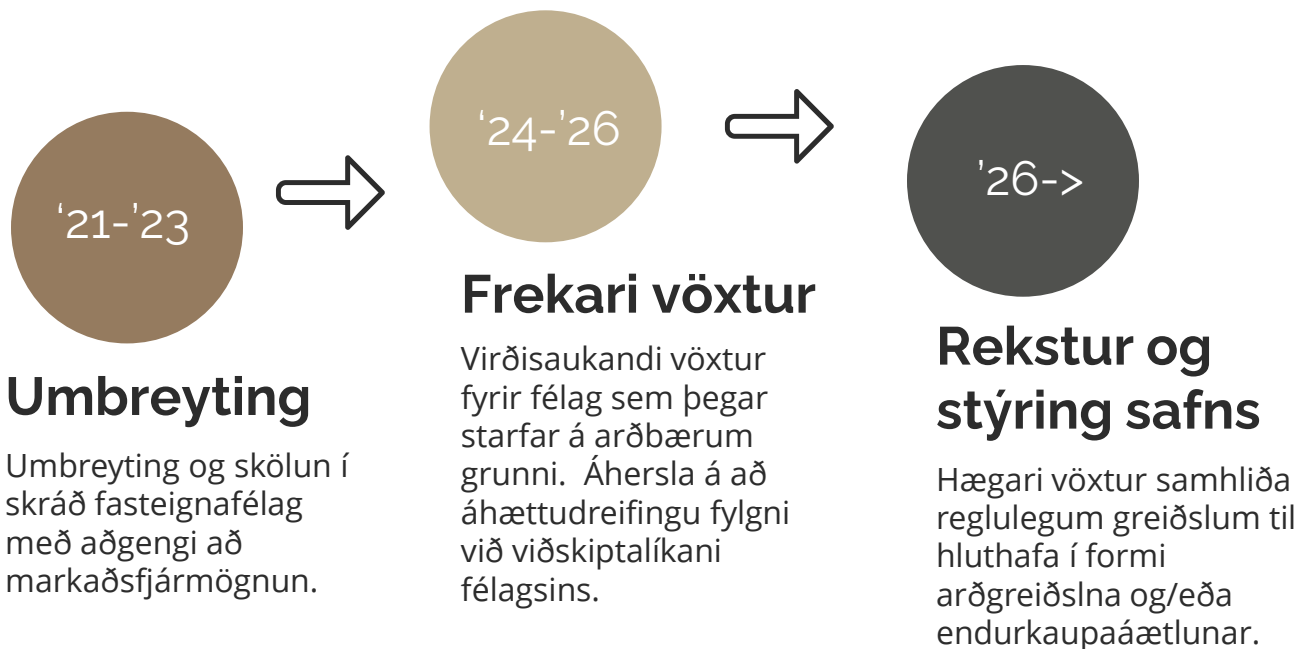 ‘21-’23
Umbreyting
Umbreyting og skölun í
skráð fasteignafélag
með aðgengi að
markaðsfjármögnun.
‘24-’26
Frekari vöxtur
Virðisaukandi vöxtur
fyrir félag sem þegar
starfar á arðbærum
grunni.  Áhersla á að
áhættudreifingu fylgni
við viðskiptalíkani
félagsins.
’26->
Rekstur og
stýring safns
Hægari vöxtur samhliða
reglulegum greiðslum til
hluthafa í formi
arðgreiðslna og/eða
endurkaupaáætlunar.